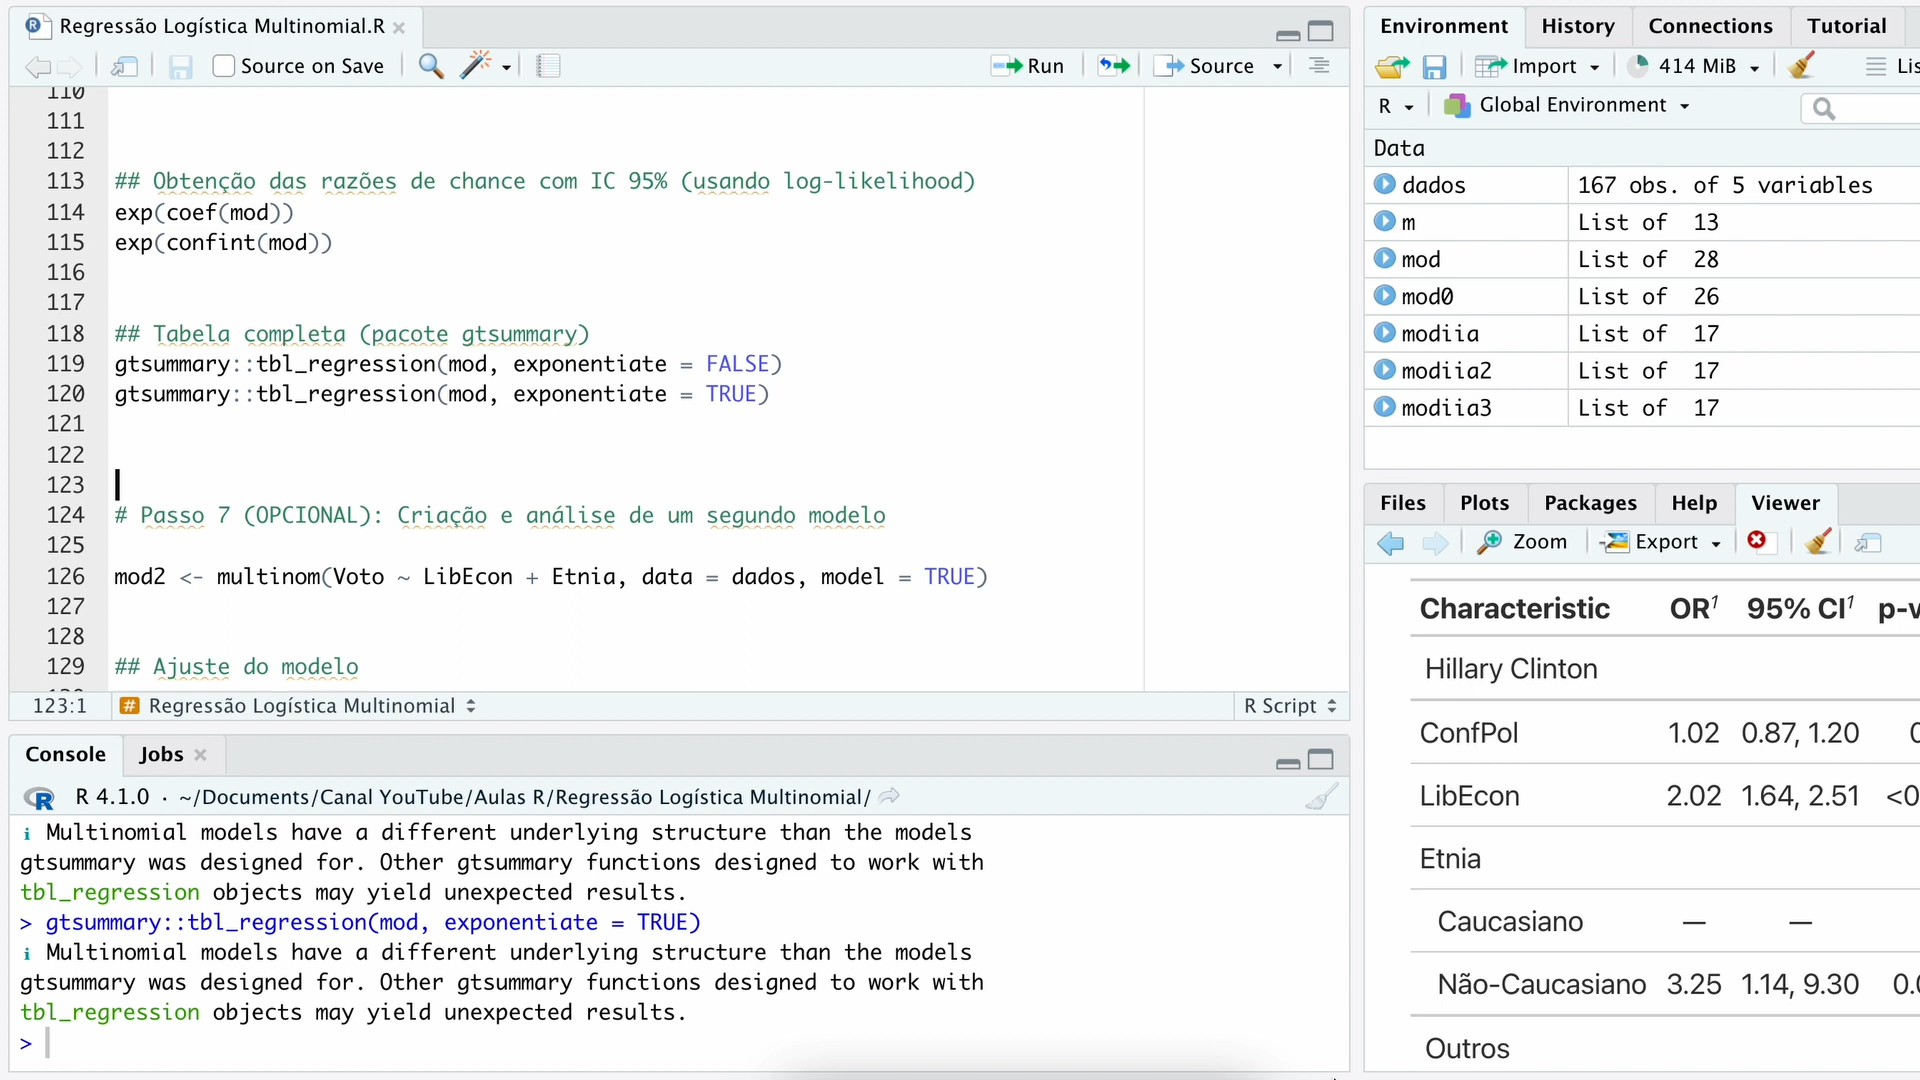 Regressão Logística Multinomial.R
Source on Save
Run
Source
110
111
112
113 ## Obtenção das razões de chance com IC 95% (usando log-likelihood)
114 exp(coef(mod))
115 exp(confint(mod))
116
117
118 ## Tabela completa (pacote gtsummary)
119 gtsummary::tbl_regression(mod, exponentiate = FALSE)
120 gtsummary::tbl_regression(mod, exponentiate = TRUE)
121
122
123
124 # Passo 7 (OPCIONAL): Criação e análise de um segundo modelo
125
126 mod2 <- multinom(Voto ~ LibEcon + Etnia, data = dados, model = TRUE)
127
128
129 ## Ajuste do modelo
123:1 # Regressão Logística Multinomial R Script
Console Jobs
R 4.1.0 · ~/Documents/Canal YouTube/Aulas R/Regressão Logística Multinomial/
i Multinomial models have a different underlying structure than the models
gtsummary was designed for. Other gtsummary functions designed to work with
tbl_regression objects may yield unexpected results.
> gtsummary::tbl_regression(mod, exponentiate = TRUE)
i Multinomial models have a different underlying structure than the models
gtsummary was designed for. Other gtsummary functions designed to work with
tbl_regression objects may yield unexpected results.
>
Environment History Connections Tutorial
Import 414 MiB
R Global Environment
Data
dados 167 obs. of 5 variables
m List of 13
mod List of 28
mod0 List of 26
modiia List of 17
modiia2 List of 17
modiia3 List of 17
Files Plots Packages Help Viewer
Zoom Export
Characteristic OR1 95% CI1
Hillary Clinton
ConfPol 1.02 0.87, 1.20
LibEcon 2.02 1.64, 2.51
Etnia
Caucasiano — —
Não-Caucasiano 3.25 1.14, 9.30
Outros